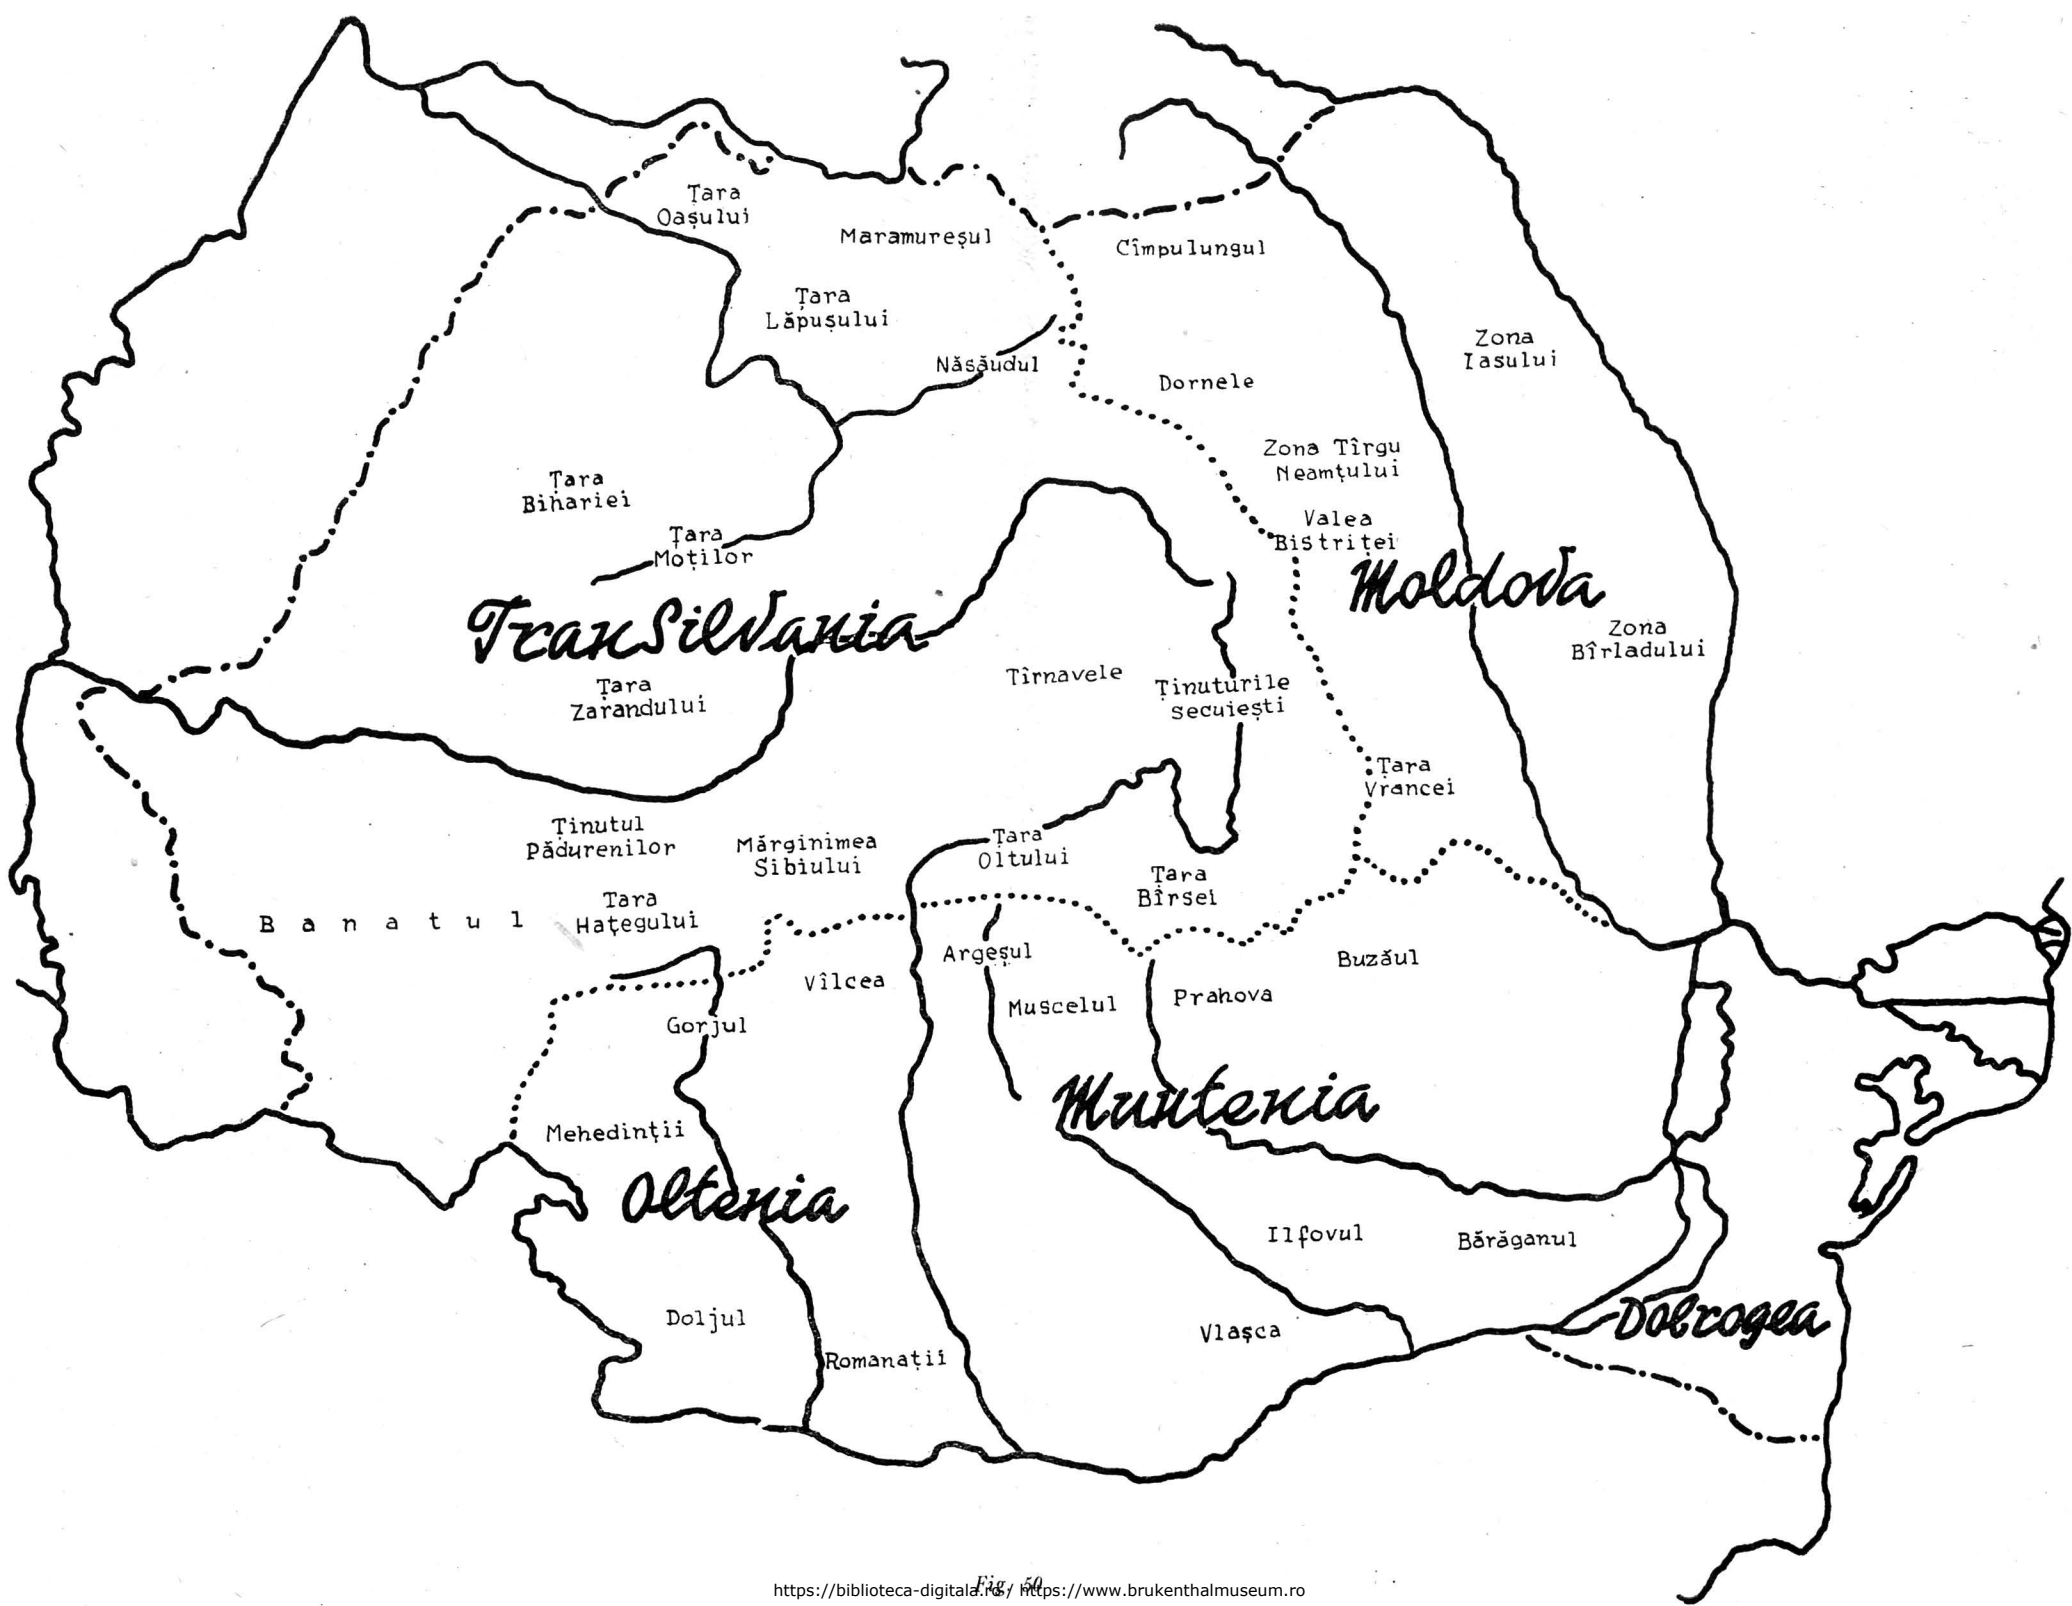 Țara
Oașului
Maramureșul
Cîmpulungul
Țara
Lăpușului
Zona
Iasului
Năsăudul
Dornele
Zona Tîrgu
Neamțului
Țara
Bihariei
Valea
Bistriței
Țara
Moților
Moldova
Transilvania
Zona
Bîrladului
Tîrnavele
Ținuturile
Secuiești
Țara
Zarandului
Țara
Vrancei
Ținutul
Pădurenilor
Mărginimea
Sibiului
Țara
Oltului
Țara
Bîrsei
Banatul
Țara
Hațegului
Argeșul
Buzăul
Vîlcea
Muscelul
Prahova
Gorjul
Muntenia
Mehedinții
Oltenia
Ilfovul
Bărăganul
Doljul
Vlașca
Dobrogea
Romanații
Fig. 50
https://biblioteca-digitala.ro / https://www.brukenthalmuseum.ro